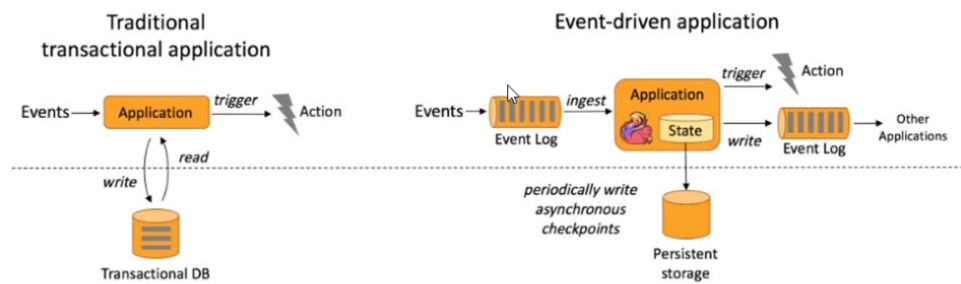 Traditional
transactional application
Events
Application
trigger
Action
write
read
Transactional DB
Event-driven application
Events
Event Log
ingest
Application
State
trigger
Action
write
Event Log
Other
Applications
periodically write
asynchronous
checkpoints
Persistent
storage